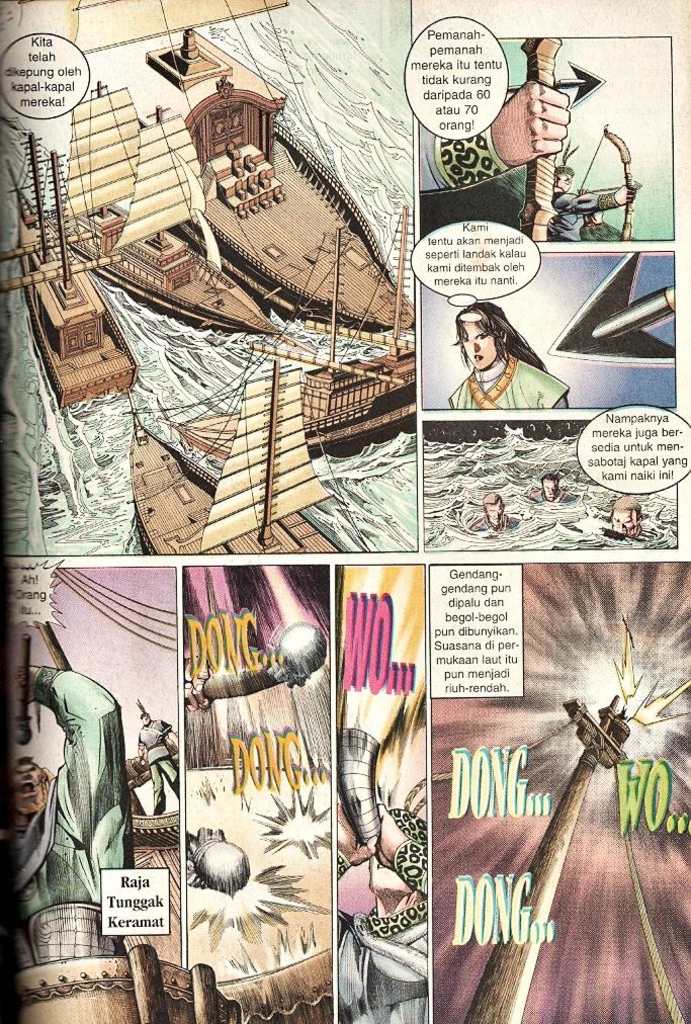 Kita
telah
dikepung oleh
kapal-kapal
mereka!
Pemanah-
pemanah
mereka itu tentu
tidak kurang
daripada 60
atau 70
orang!
Kami
tentu akan menjadi
seperti landak kalau
kami ditembak oleh
mereka itu nanti.
Nampaknya
mereka juga ber-
sedia untuk men-
sabotaj kapal yang
kami naiki ini!
Ah!
Orang
itu...
Raja
Tunggak
Keramat
DONG...
DONG...
WO...
Gendang-
gendang pun
dipalu dan
begol-begol
pun dibunyikan.
Suasana di per-
mukaan laut itu
pun menjadi
riuh-rendah.
DONG...
WO...
DONG...